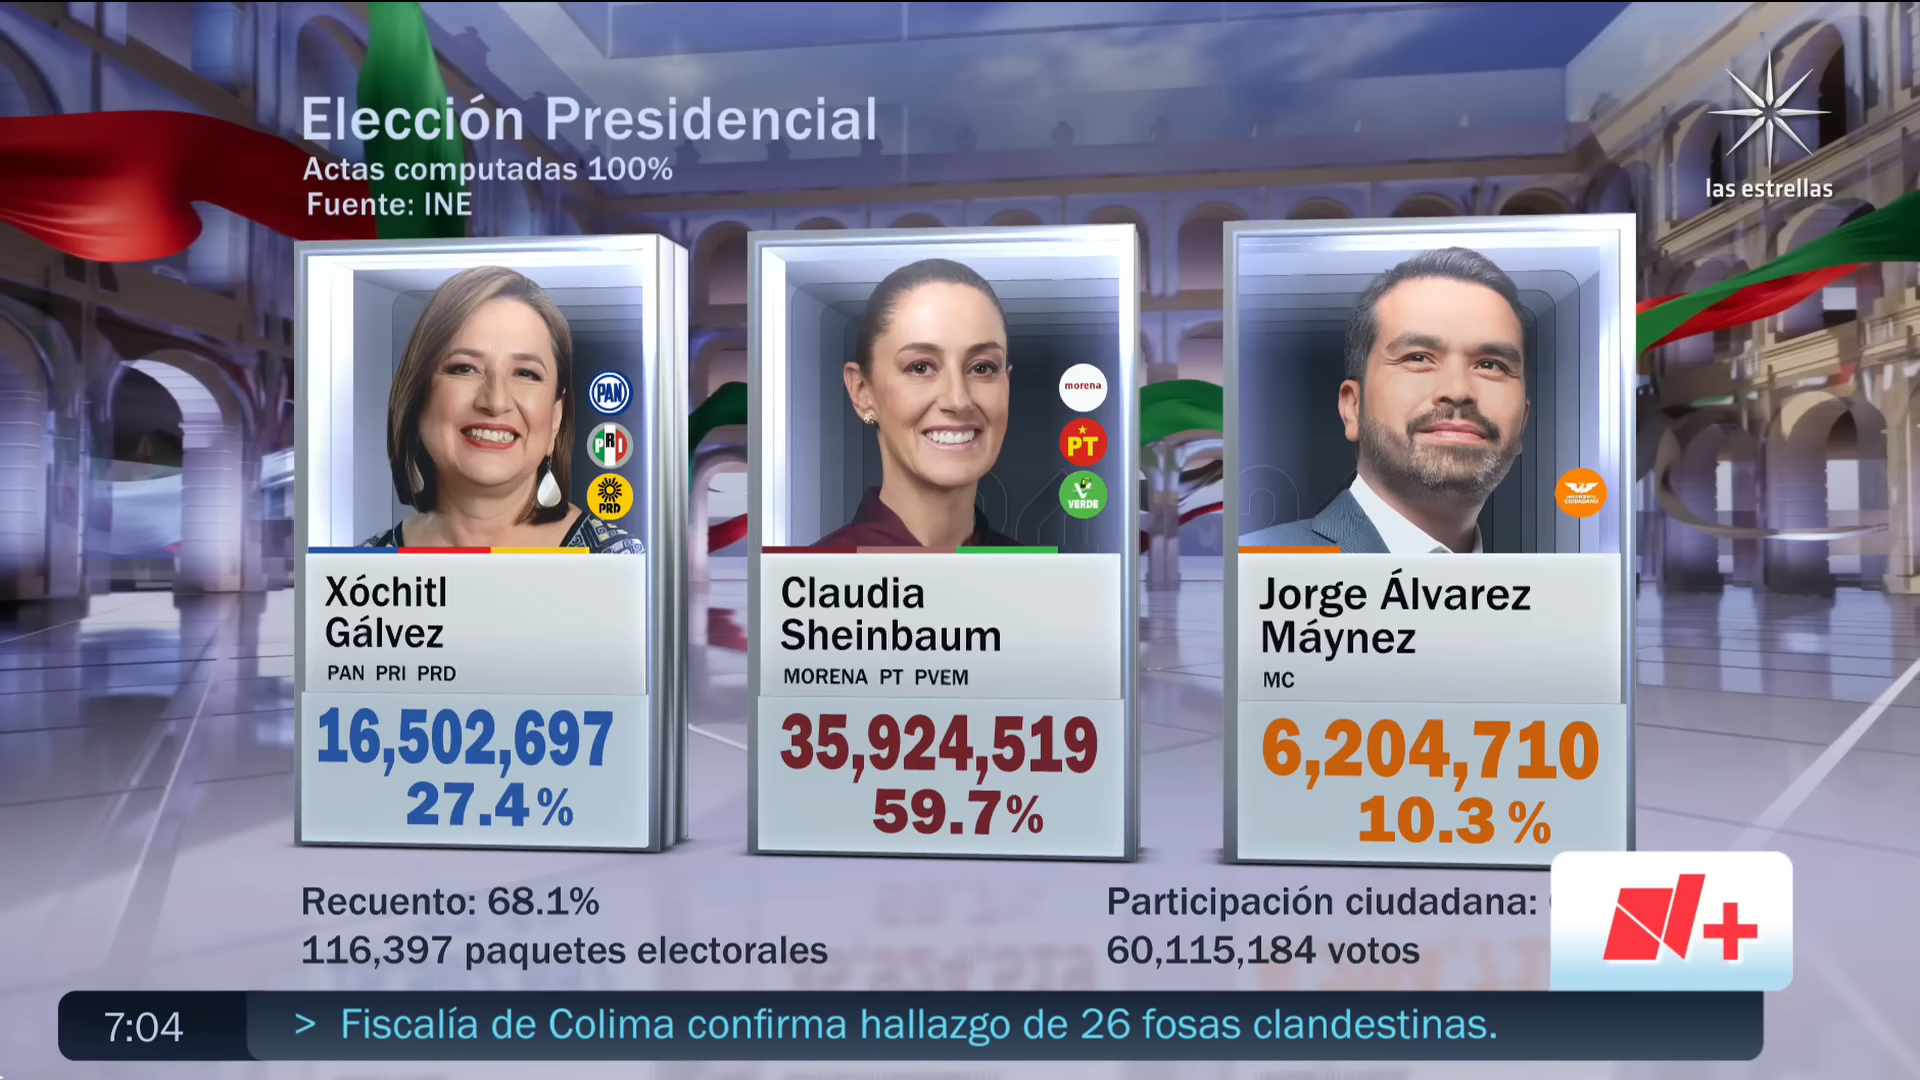 Elección Presidencial
Actas computadas 100%
Fuente: INE
las estrellas
PAN
PRI
PRD
morena
PT
VERDE
MOVIMIENTO
CIUDADANO
Xóchitl
Gálvez
PAN PRI PRD
16,502,697
27.4%
Claudia
Sheinbaum
MORENA PT PVEM
35,924,519
59.7%
Jorge Álvarez
Máynez
MC
6,204,710
10.3%
Recuento: 68.1%
116,397 paquetes electorales
Participación ciudadana:
60,115,184 votos
N+
7:04
> Fiscalía de Colima confirma hallazgo de 26 fosas clandestinas.